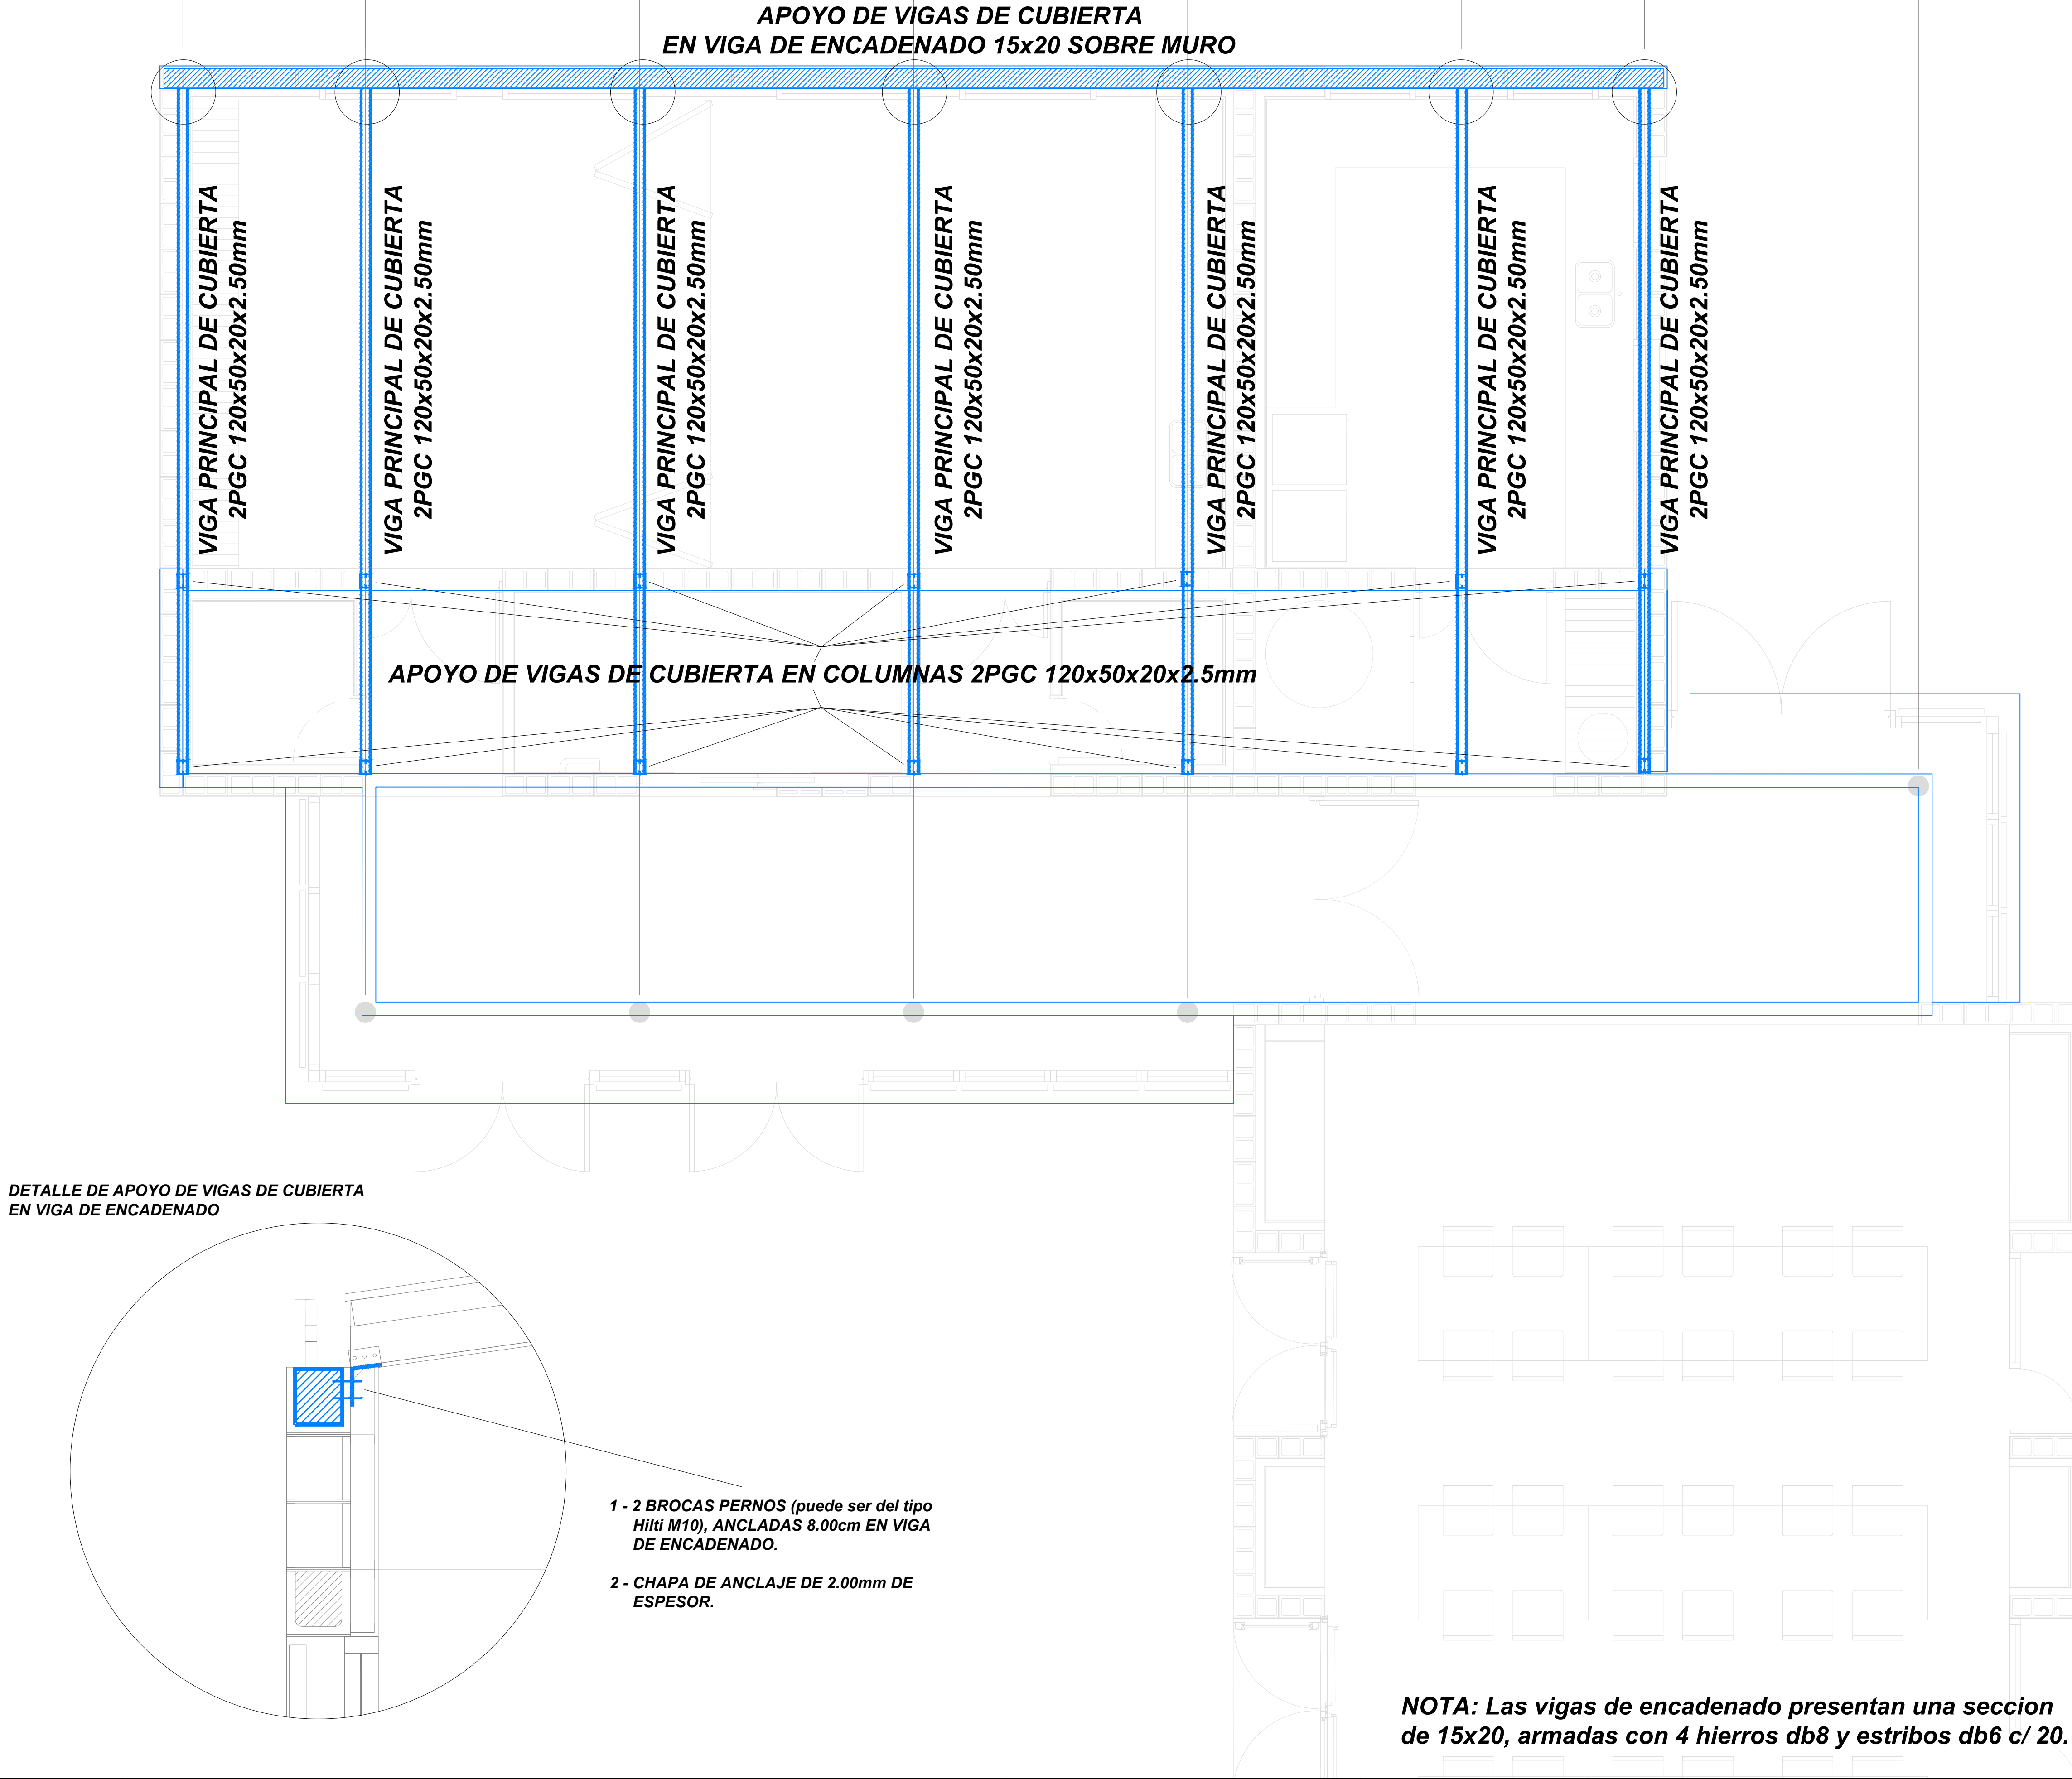 APOYO DE VIGAS DE CUBIERTA
EN VIGA DE ENCADENADO 15x20 SOBRE MURO
VIGA PRINCIPAL DE CUBIERTA
2PGC 120x50x20x2.50mm
VIGA PRINCIPAL DE CUBIERTA
2PGC 120x50x20x2.50mm
VIGA PRINCIPAL DE CUBIERTA
2PGC 120x50x20x2.50mm
VIGA PRINCIPAL DE CUBIERTA
2PGC 120x50x20x2.50mm
VIGA PRINCIPAL DE CUBIERTA
2PGC 120x50x20x2.50mm
VIGA PRINCIPAL DE CUBIERTA
2PGC 120x50x20x2.50mm
VIGA PRINCIPAL DE CUBIERTA
2PGC 120x50x20x2.50mm
APOYO DE VIGAS DE CUBIERTA EN COLUMNAS 2PGC 120x50x20x2.5mm
DETALLE DE APOYO DE VIGAS DE CUBIERTA
EN VIGA DE ENCADENADO
1 - 2 BROCAS PERNOS (puede ser del tipo
Hilti M10), ANCLADAS 8.00cm EN VIGA
DE ENCADENADO.
2 - CHAPA DE ANCLAJE DE 2.00mm DE
ESPESOR.
NOTA: Las vigas de encadenado presentan una seccion
de 15x20, armadas con 4 hierros db8 y estribos db6 c/ 20.